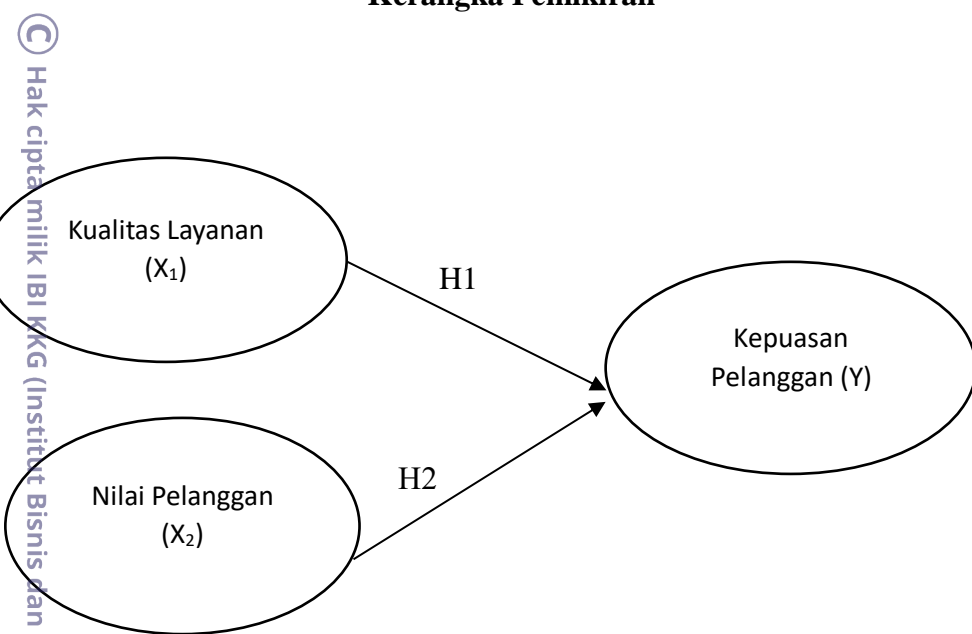 Kerangka Pemikiran
© Hak cipta milik IBI KKG (Institut Bisnis dan
Kualitas Layanan
(X₁)
H1
Kepuasan
Pelanggan (Y)
H2
Nilai Pelanggan
(X₂)